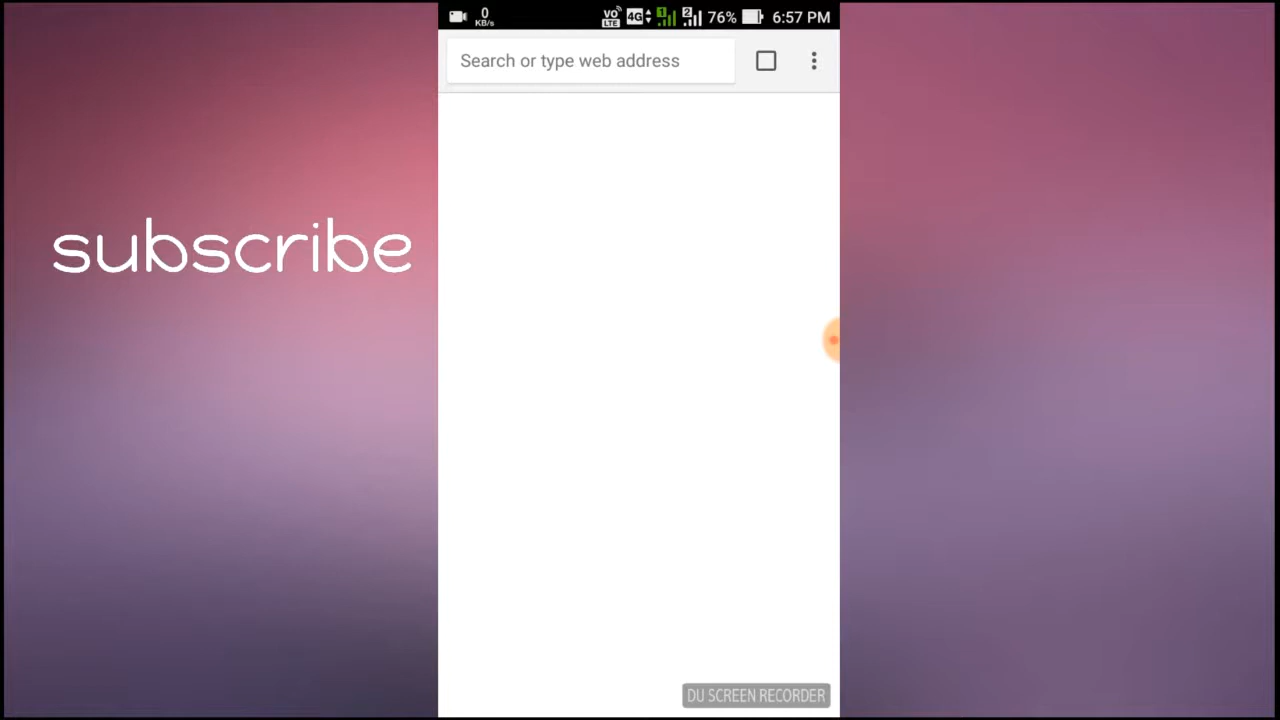 0
KB/s
VO
LTE
4G
1
2
76%
6:57 PM
Search or type web address
subscribe
DU SCREEN RECORDER